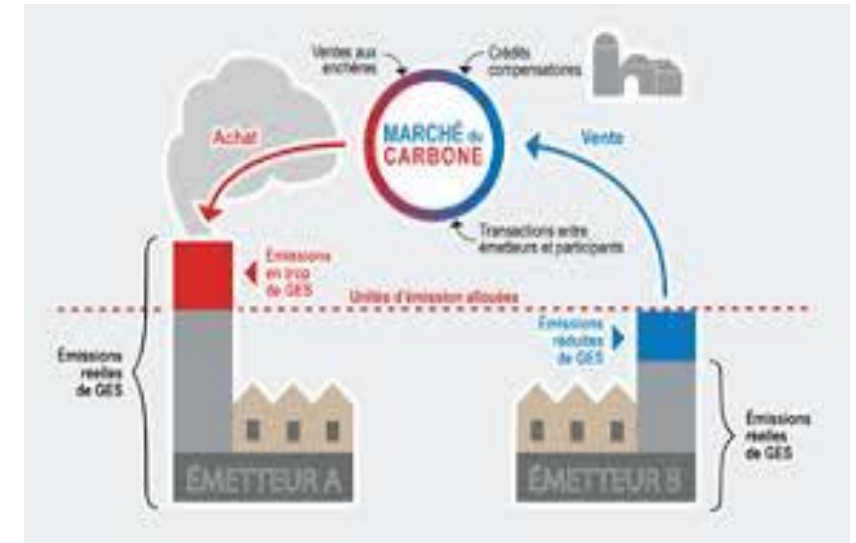 Ventes aux
enchères
Crédits
compensatoires
Achat
MARCHÉ du
CARBONE
Vente
Transactions entre
émetteurs et participants
Émissions
en trop
de GES
Unités d'émission allouées
Émissions
réduites
de GES
Émissions
réelles
de GES
Émissions
réelles
de GES
ÉMETTEUR A
ÉMETTEUR B